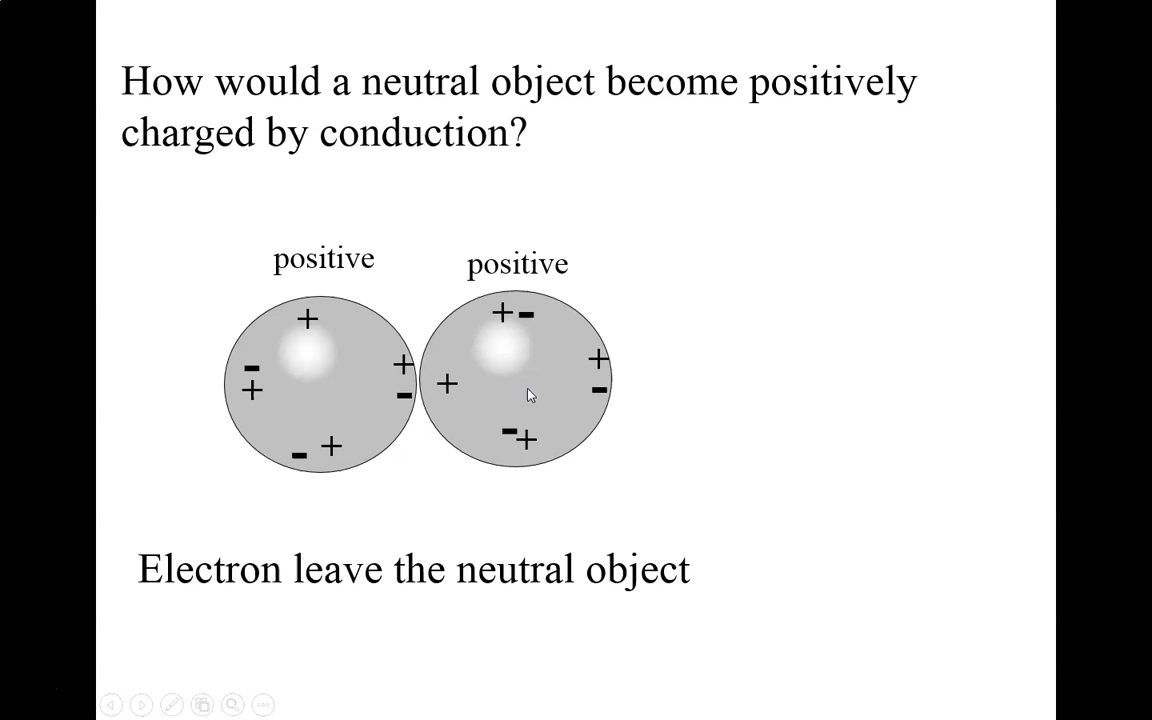 How would a neutral object become positively
charged by conduction?
positive positive
+ + -
- + +
+ + - -
- + - +
Electron leave the neutral object